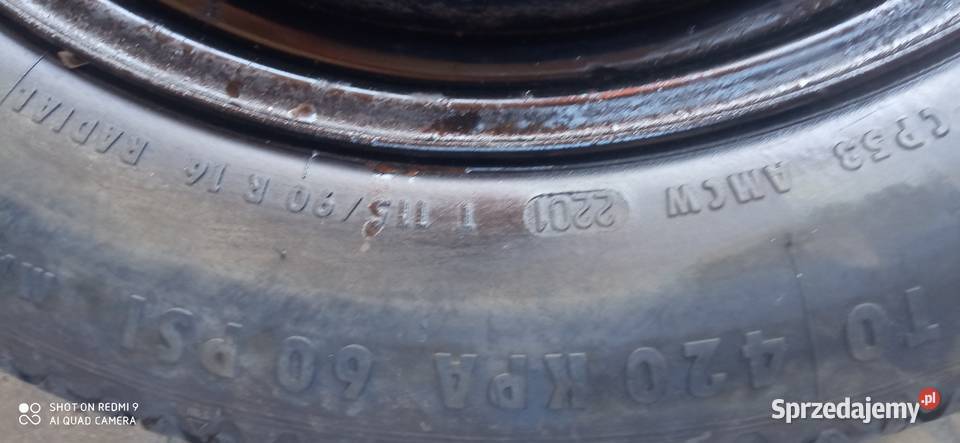 CP53 AMCW 2201 T 115/90 R 16 RADIAL
TO 420 KPA 60 PSI
SHOT ON REDMI 9
AI QUAD CAMERA
Sprzedajemy.pl